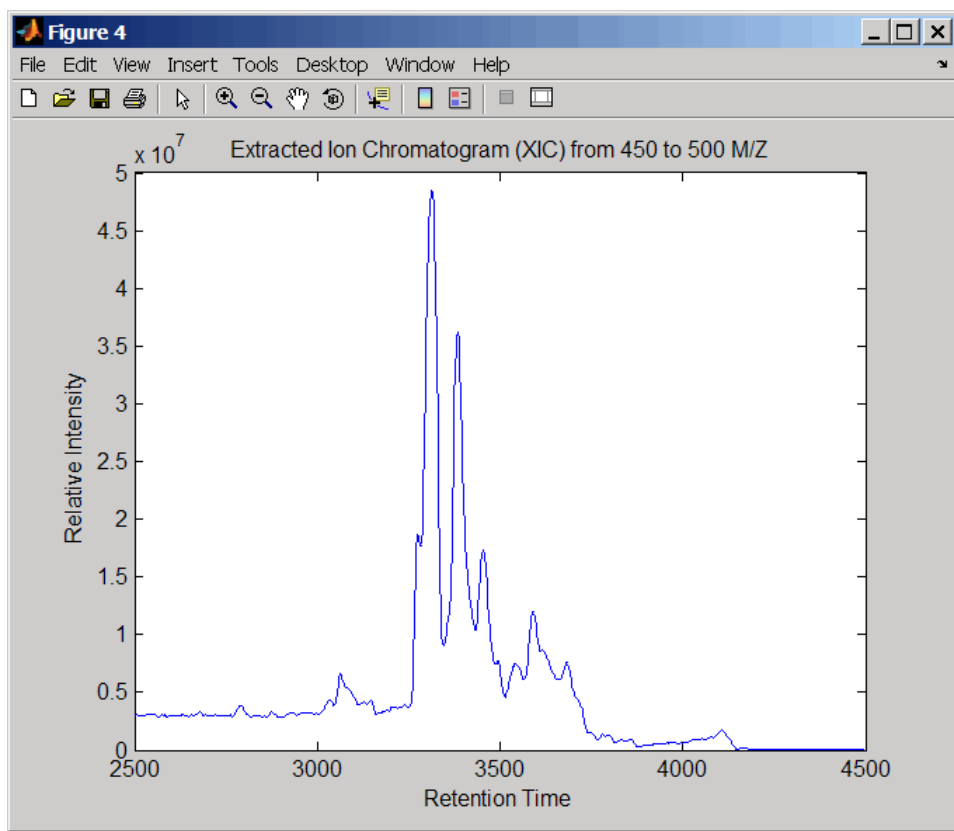 Figure 4
File Edit View Insert Tools Desktop Window Help
x 10^7
Extracted Ion Chromatogram (XIC) from 450 to 500 M/Z
5
4.5
4
3.5
3
2.5
2
1.5
1
0.5
0
Relative Intensity
2500 3000 3500 4000 4500
Retention Time